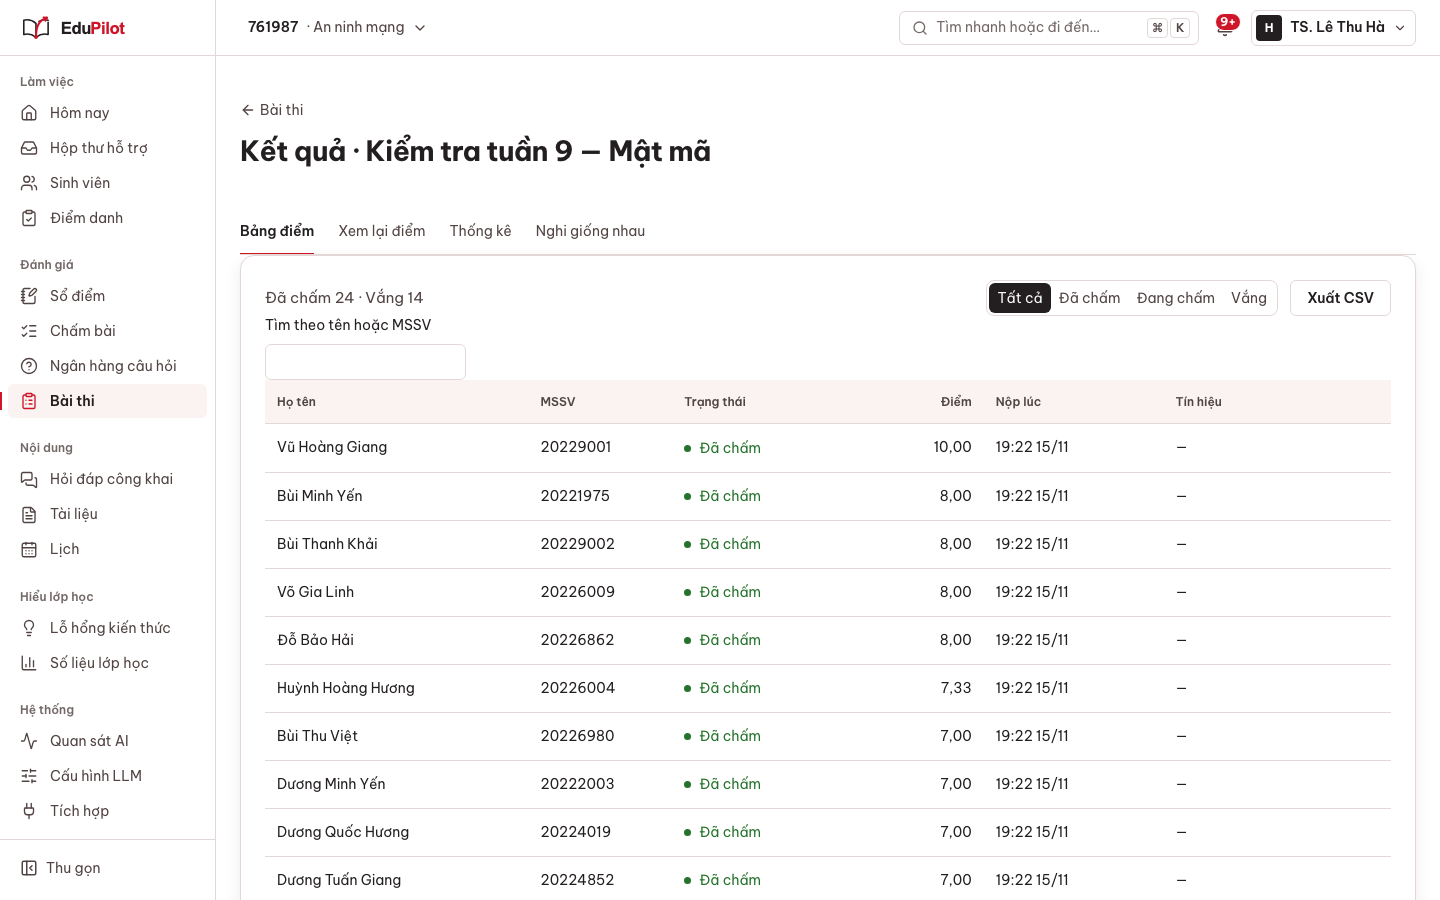 EduPilot
761987 · An ninh mạng
Tìm nhanh hoặc đi đến...
⌘ K
9+
H TS. Lê Thu Hà
Làm việc
Hôm nay
Hộp thư hỗ trợ
Sinh viên
Điểm danh
Đánh giá
Sổ điểm
Chấm bài
Ngân hàng câu hỏi
Bài thi
Nội dung
Hỏi đáp công khai
Tài liệu
Lịch
Hiểu lớp học
Lỗ hổng kiến thức
Số liệu lớp học
Hệ thống
Quan sát AI
Cấu hình LLM
Tích hợp
Thu gọn
← Bài thi
Kết quả · Kiểm tra tuần 9 — Mật mã
Bảng điểm Xem lại điểm Thống kê Nghi giống nhau
Đã chấm 24 · Vắng 14
Tất cả Đã chấm Đang chấm Vắng Xuất CSV
Tìm theo tên hoặc MSSV
Họ tên MSSV Trạng thái Điểm Nộp lúc Tín hiệu
Vũ Hoàng Giang 20229001 Đã chấm 10,00 19:22 15/11 —
Bùi Minh Yến 20221975 Đã chấm 8,00 19:22 15/11 —
Bùi Thanh Khải 20229002 Đã chấm 8,00 19:22 15/11 —
Võ Gia Linh 20226009 Đã chấm 8,00 19:22 15/11 —
Đỗ Bảo Hải 20226862 Đã chấm 8,00 19:22 15/11 —
Huỳnh Hoàng Hương 20226004 Đã chấm 7,33 19:22 15/11 —
Bùi Thu Việt 20226980 Đã chấm 7,00 19:22 15/11 —
Dương Minh Yến 20222003 Đã chấm 7,00 19:22 15/11 —
Dương Quốc Hương 20224019 Đã chấm 7,00 19:22 15/11 —
Dương Tuấn Giang 20224852 Đã chấm 7,00 19:22 15/11 —